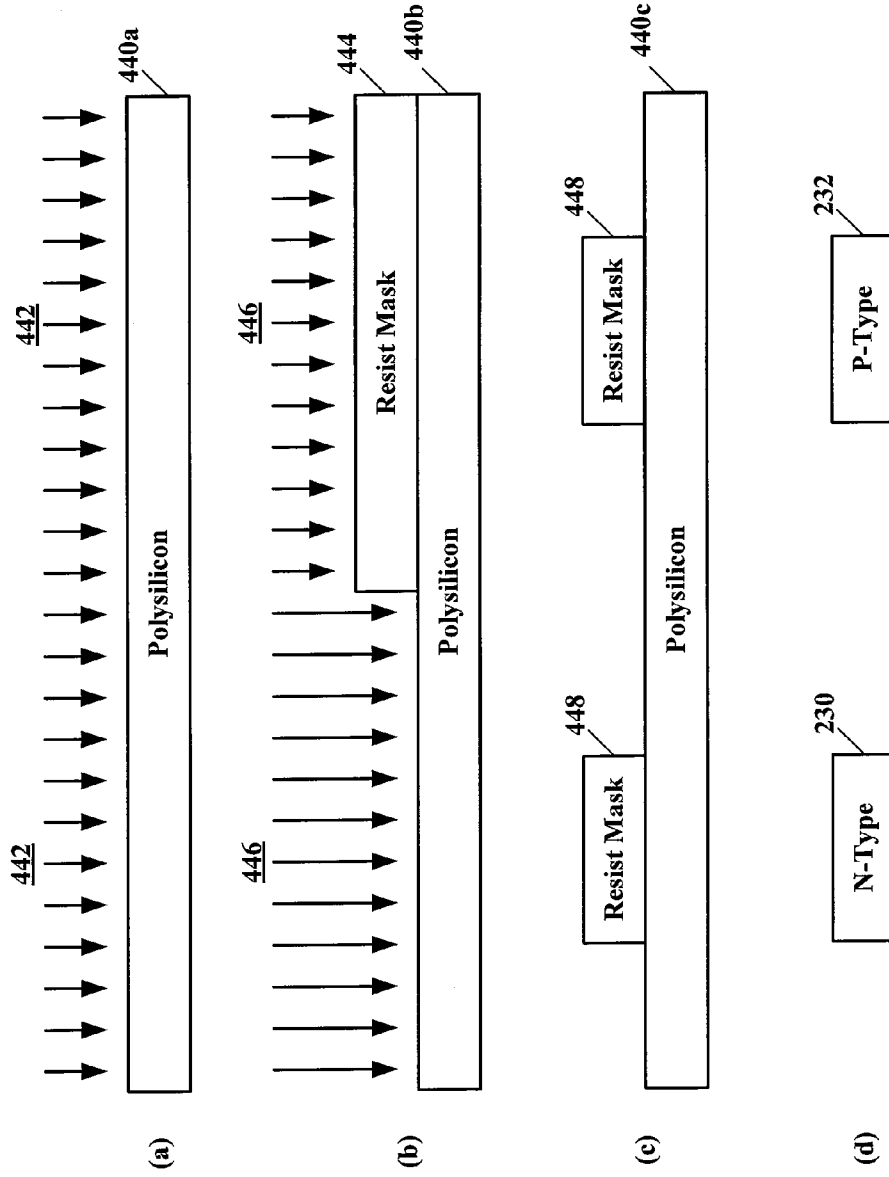 442
442
440a
Polysilicon
(a)
446
446
444
Resist Mask
440b
Polysilicon
(b)
448
448
Resist Mask
Resist Mask
440c
Polysilicon
(c)
230
232
N-Type
P-Type
(d)